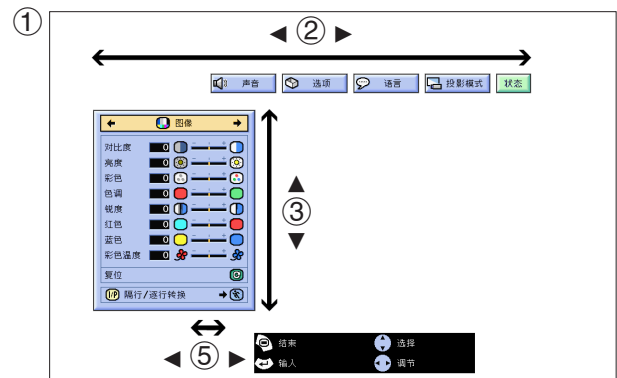 ①
◀ ② ▶
声音 选项 语言 投影模式 状态
图像
对比度 0
亮度 0
彩色 0
色调 0
锐度 0
红色 0
蓝色 0
彩色温度 0
复位
I/P 隔行/逐行转换
▲
③
▼
◀ ⑤ ▶
结束 选择
输入 调节